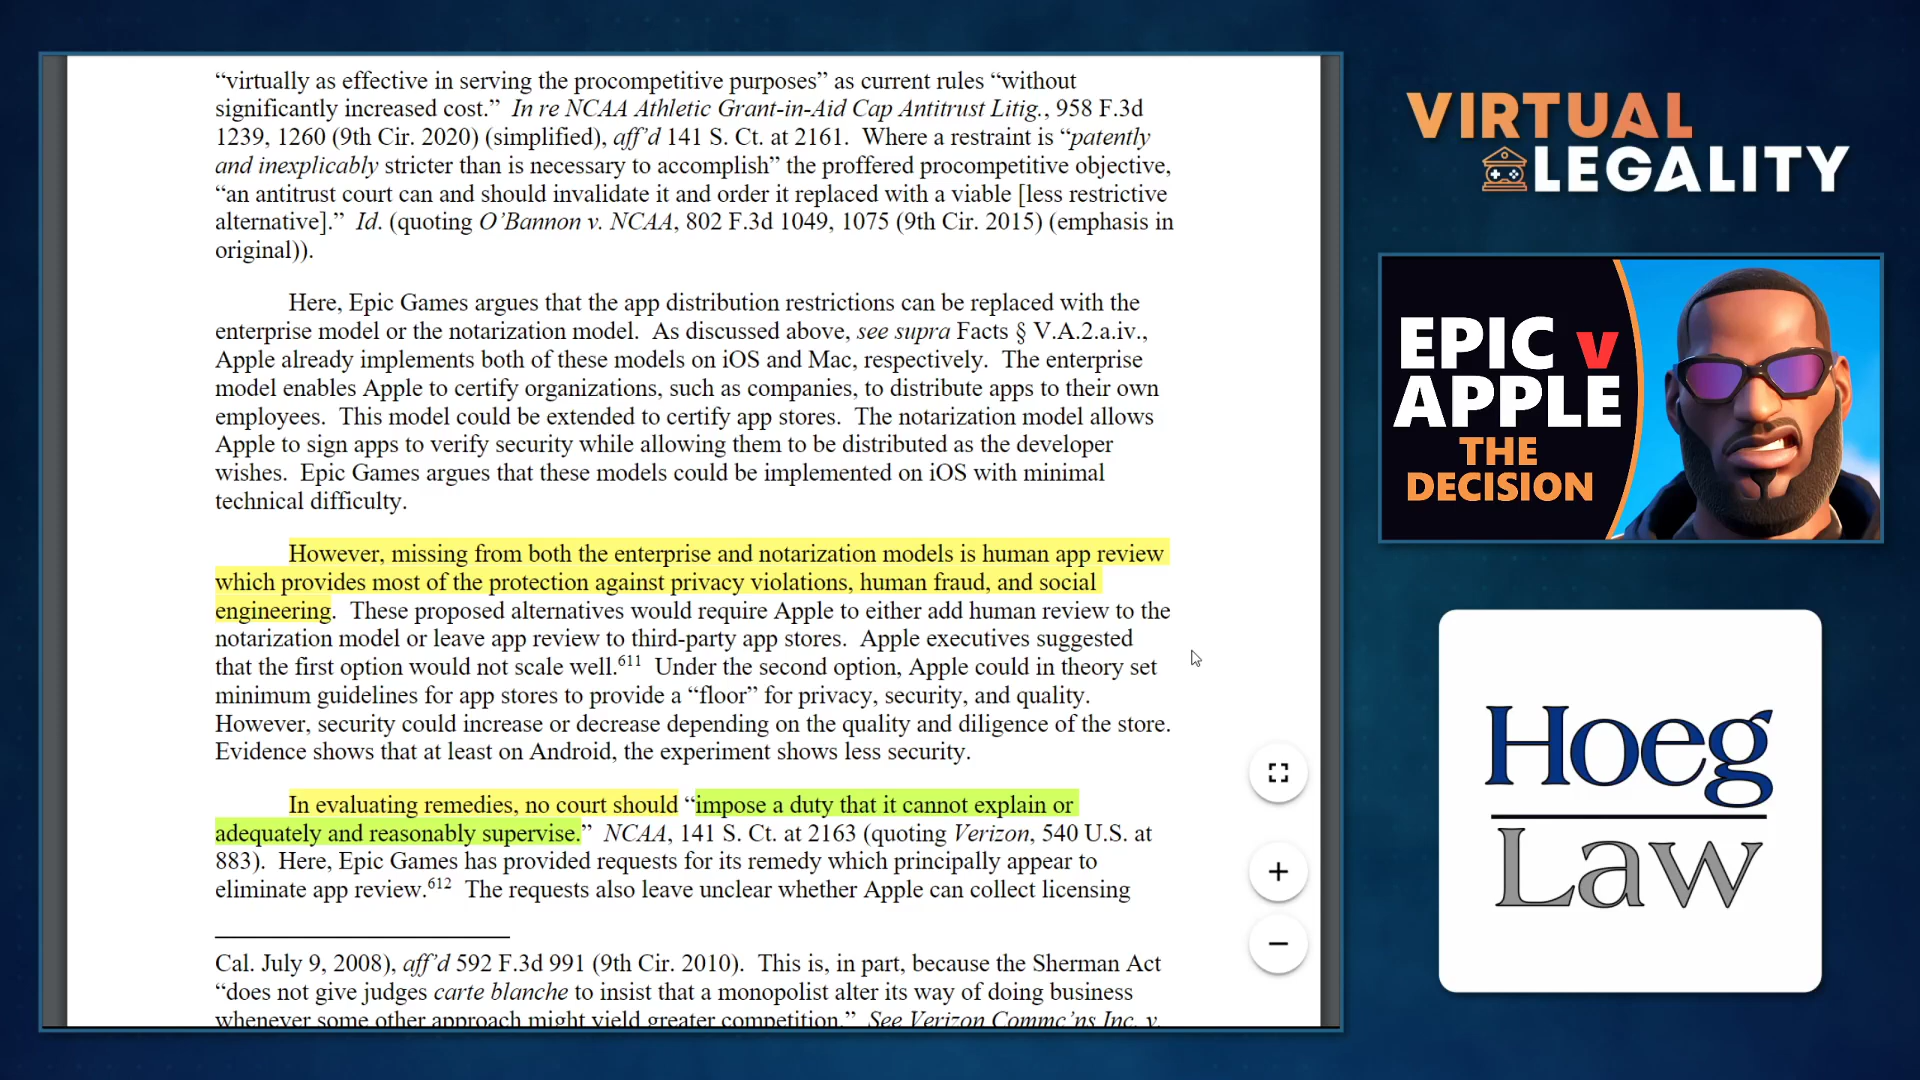 “virtually as effective in serving the procompetitive purposes” as current rules “without
significantly increased cost.” In re NCAA Athletic Grant-in-Aid Cap Antitrust Litig., 958 F.3d
1239, 1260 (9th Cir. 2020) (simplified), aff’d 141 S. Ct. at 2161. Where a restraint is “patently
and inexplicably stricter than is necessary to accomplish” the proffered procompetitive objective,
“an antitrust court can and should invalidate it and order it replaced with a viable [less restrictive
alternative].” Id. (quoting O’Bannon v. NCAA, 802 F.3d 1049, 1075 (9th Cir. 2015) (emphasis in
original)).
Here, Epic Games argues that the app distribution restrictions can be replaced with the
enterprise model or the notarization model. As discussed above, see supra Facts § V.A.2.a.iv.,
Apple already implements both of these models on iOS and Mac, respectively. The enterprise
model enables Apple to certify organizations, such as companies, to distribute apps to their own
employees. This model could be extended to certify app stores. The notarization model allows
Apple to sign apps to verify security while allowing them to be distributed as the developer
wishes. Epic Games argues that these models could be implemented on iOS with minimal
technical difficulty.
However, missing from both the enterprise and notarization models is human app review
which provides most of the protection against privacy violations, human fraud, and social
engineering. These proposed alternatives would require Apple to either add human review to the
notarization model or leave app review to third-party app stores. Apple executives suggested
that the first option would not scale well.611 Under the second option, Apple could in theory set
minimum guidelines for app stores to provide a “floor” for privacy, security, and quality.
However, security could increase or decrease depending on the quality and diligence of the store.
Evidence shows that at least on Android, the experiment shows less security.
In evaluating remedies, no court should “impose a duty that it cannot explain or
adequately and reasonably supervise.” NCAA, 141 S. Ct. at 2163 (quoting Verizon, 540 U.S. at
883). Here, Epic Games has provided requests for its remedy which principally appear to
eliminate app review.612 The requests also leave unclear whether Apple can collect licensing
Cal. July 9, 2008), aff’d 592 F.3d 991 (9th Cir. 2010). This is, in part, because the Sherman Act
“does not give judges carte blanche to insist that a monopolist alter its way of doing business
whenever some other approach might yield greater competition.” See Verizon Commc’ns Inc. v.
VIRTUAL
LEGALITY
EPIC v
APPLE
THE
DECISION
Hoeg
Law